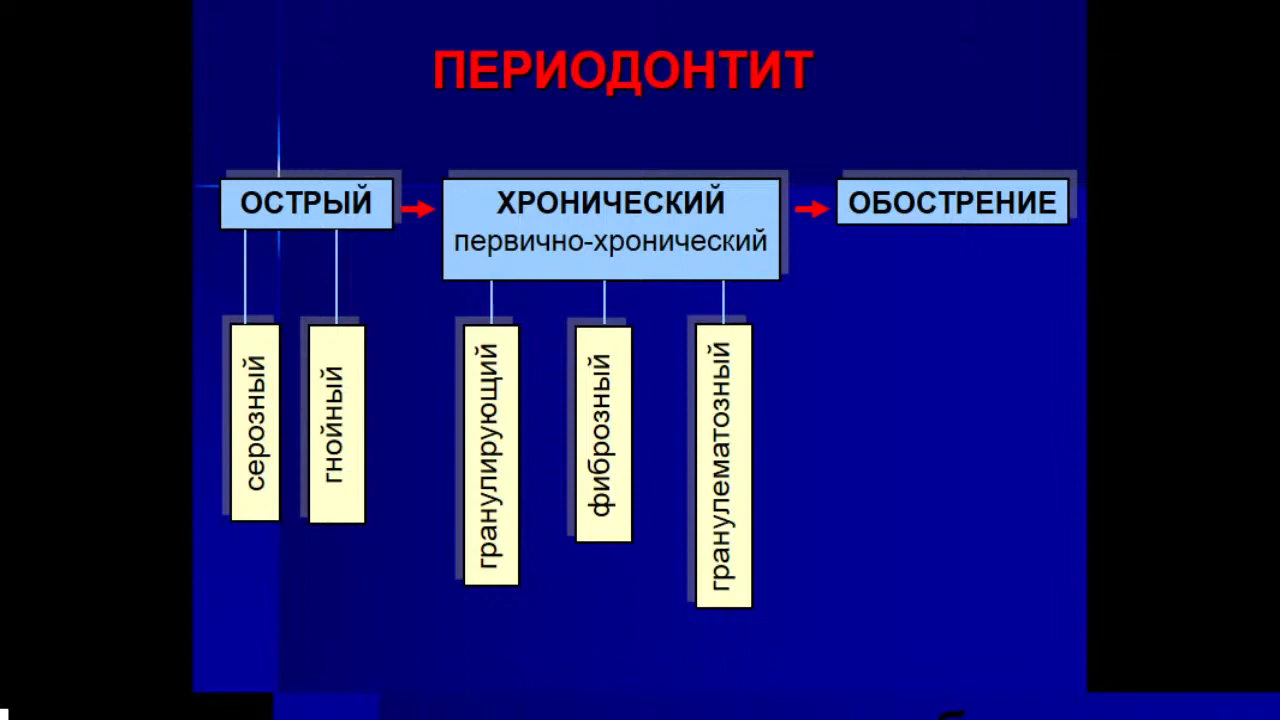 ПЕРИОДОНТИТ
ОСТРЫЙ
ХРОНИЧЕСКИЙ
первично-хронический
ОБОСТРЕНИЕ
серозный
гнойный
гранулирующий
фиброзный
гранулематозный